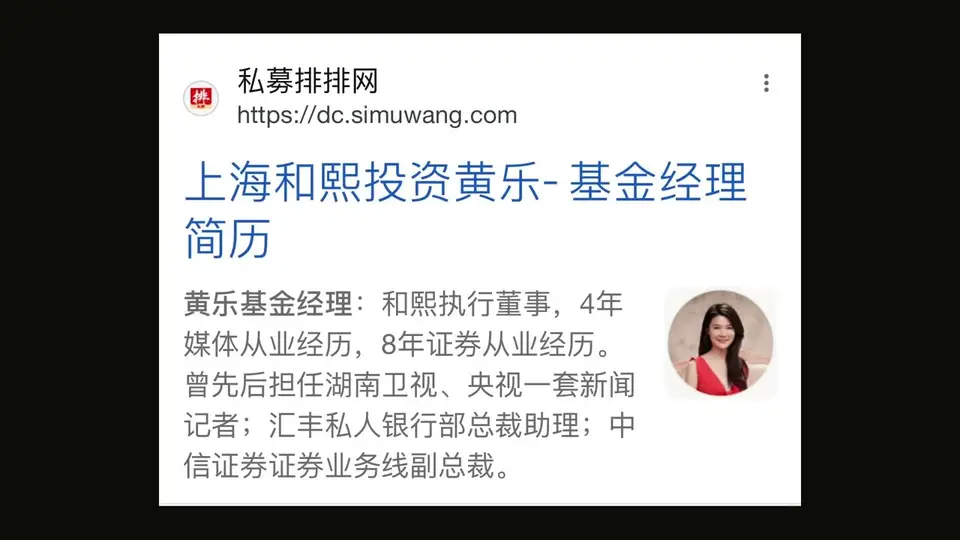 私募排排网
https://dc.simuwang.com
上海和熙投资黄乐- 基金经理
简历
黄乐基金经理：和熙执行董事，4年
媒体从业经历，8年证券从业经历。
曾先后担任湖南卫视、央视一套新闻
记者；汇丰私人银行部总裁助理；中
信证券证券业务线副总裁。
排